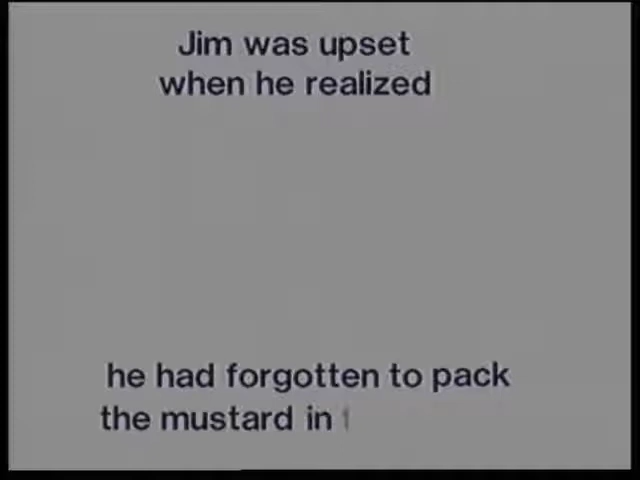 Jim was upset
when he realized
he had forgotten to pack
the mustard in